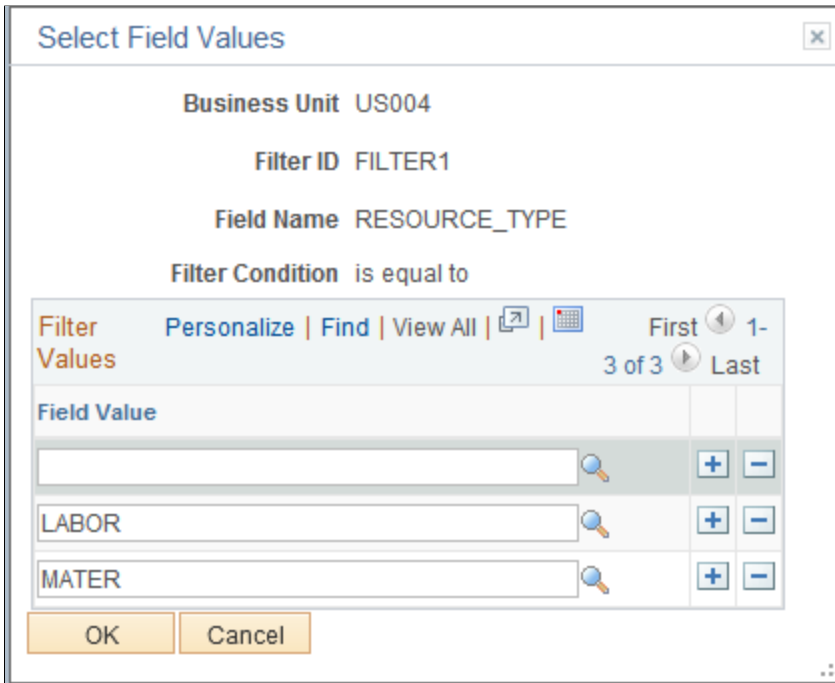 Select Field Values
Business Unit US004
Filter ID FILTER1
Field Name RESOURCE_TYPE
Filter Condition is equal to
Filter Values Personalize | Find | View All | | First 1-3 of 3 Last
Field Value
LABOR
MATER
OK Cancel